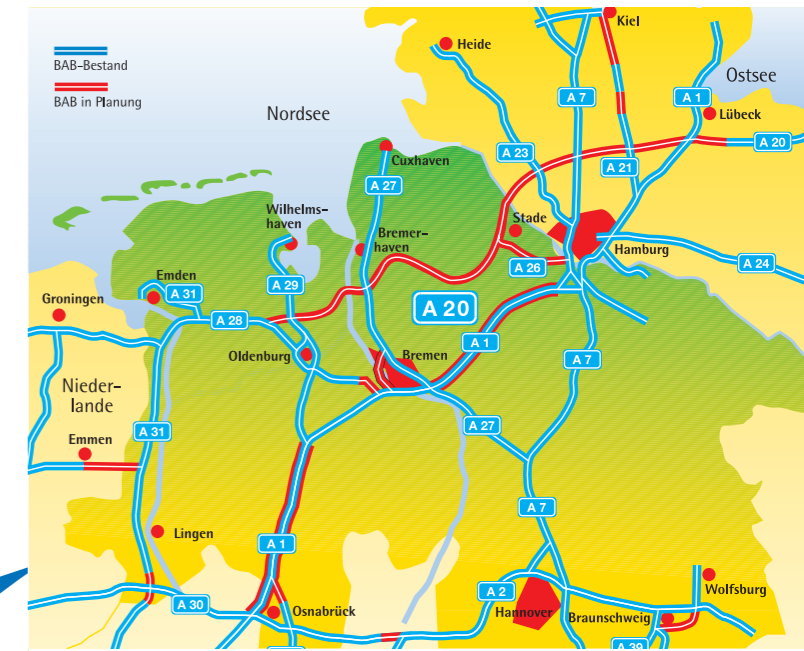 BAB-Bestand
BAB in Planung
Nordsee
Ostsee
Kiel
Heide
A 7
A 1
Lübeck
A 20
A 23
A 21
Cuxhaven
A 27
Wilhelms-
haven
Stade
Bremer-
haven
Hamburg
A 26
A 24
Emden
A 31
A 29
Groningen
A 28
A 20
Oldenburg
Bremen
A 1
A 7
Nieder-
lande
A 31
A 27
Emmen
Lingen
A 7
A 1
A 30
Osnabrück
A 2
Hannover
Braunschweig
Wolfsburg
A 39